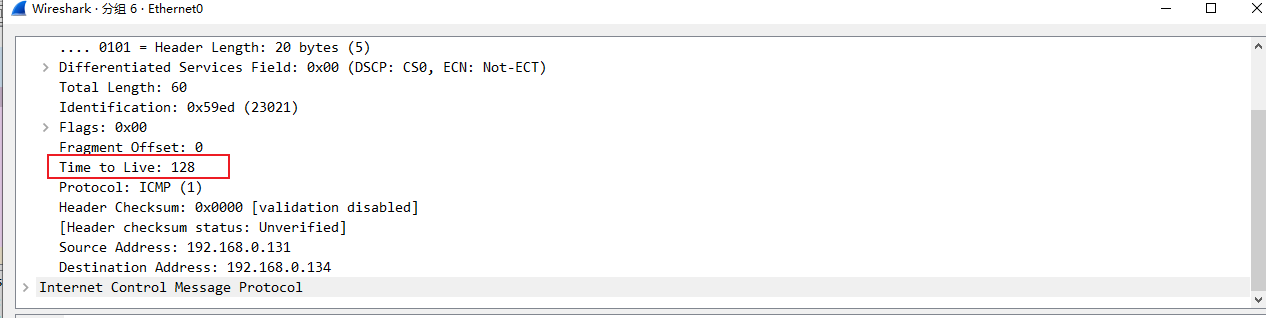 Wireshark · 分组 6 · Ethernet0
.... 0101 = Header Length: 20 bytes (5)
Differentiated Services Field: 0x00 (DSCP: CS0, ECN: Not-ECT)
Total Length: 60
Identification: 0x59ed (23021)
Flags: 0x00
Fragment Offset: 0
Time to Live: 128
Protocol: ICMP (1)
Header Checksum: 0x0000 [validation disabled]
[Header checksum status: Unverified]
Source Address: 192.168.0.131
Destination Address: 192.168.0.134
Internet Control Message Protocol